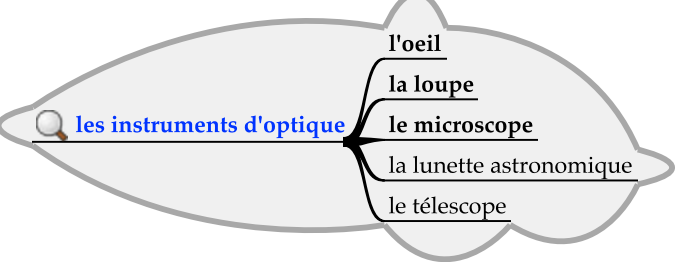 les instruments d'optique
l'oeil
la loupe
le microscope
la lunette astronomique
le télescope